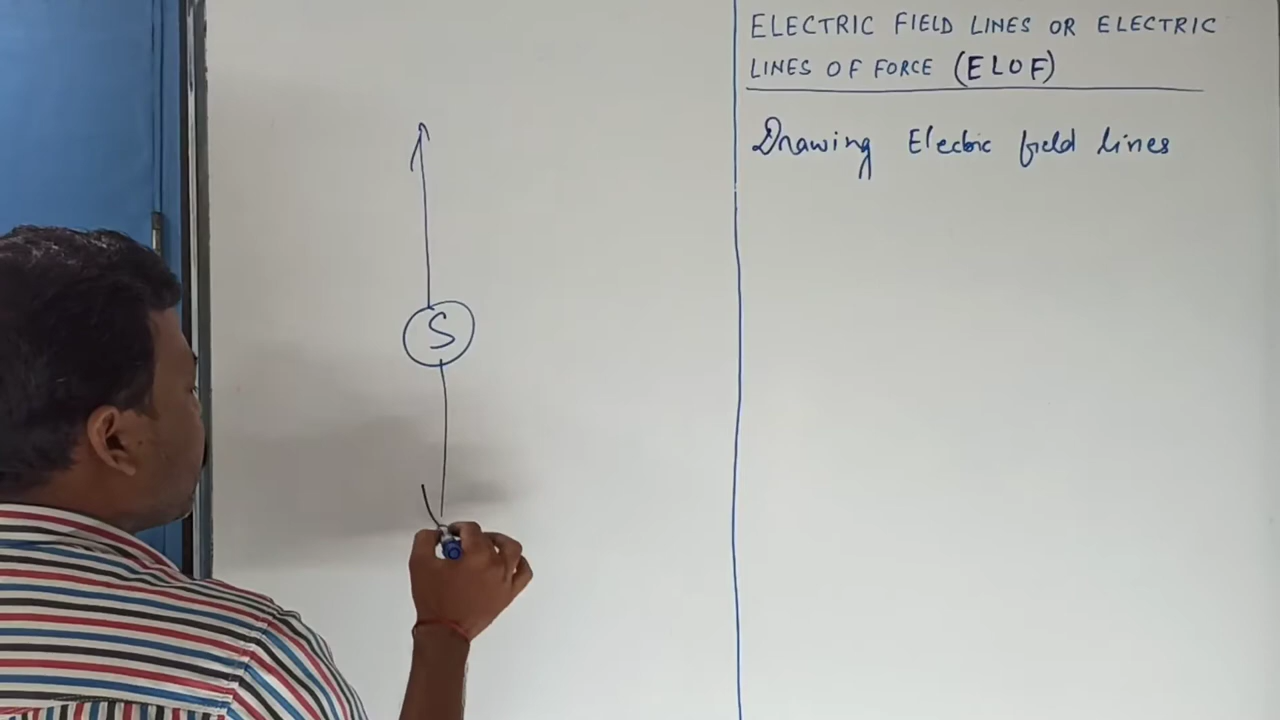 ELECTRIC FIELD LINES OR ELECTRIC
LINES OF FORCE (ELOF)
Drawing Electric field lines
S